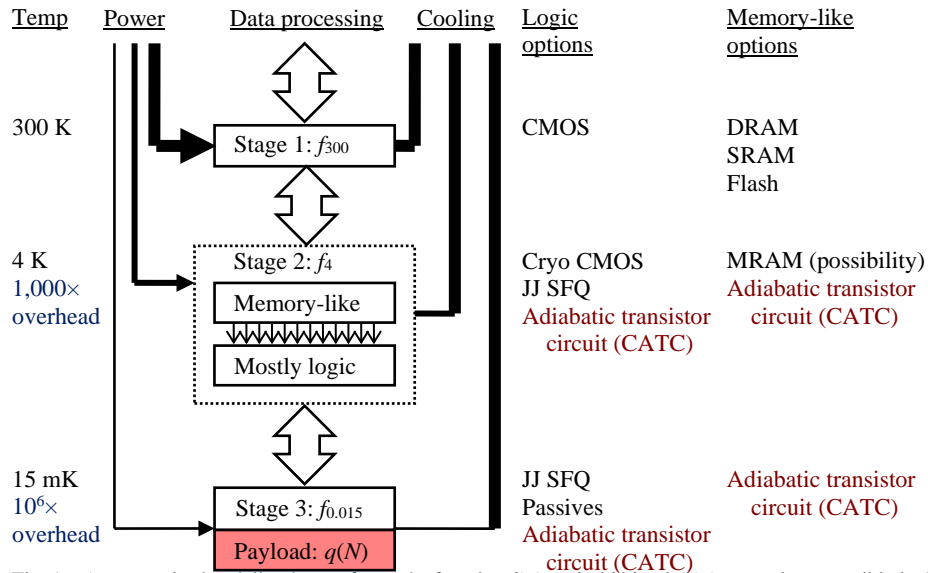 Temp Power Data processing Cooling Logic options Memory-like options
300 K
Stage 1: f300
CMOS
DRAM
SRAM
Flash
4 K
1,000×
overhead
Stage 2: f4
Memory-like
Mostly logic
Cryo CMOS
JJ SFQ
Adiabatic transistor
circuit (CATC)
MRAM (possibility)
Adiabatic transistor
circuit (CATC)
15 mK
10⁶×
overhead
Stage 3: f0.015
Payload: q(N)
JJ SFQ
Passives
Adiabatic transistor
circuit (CATC)
Adiabatic transistor
circuit (CATC)